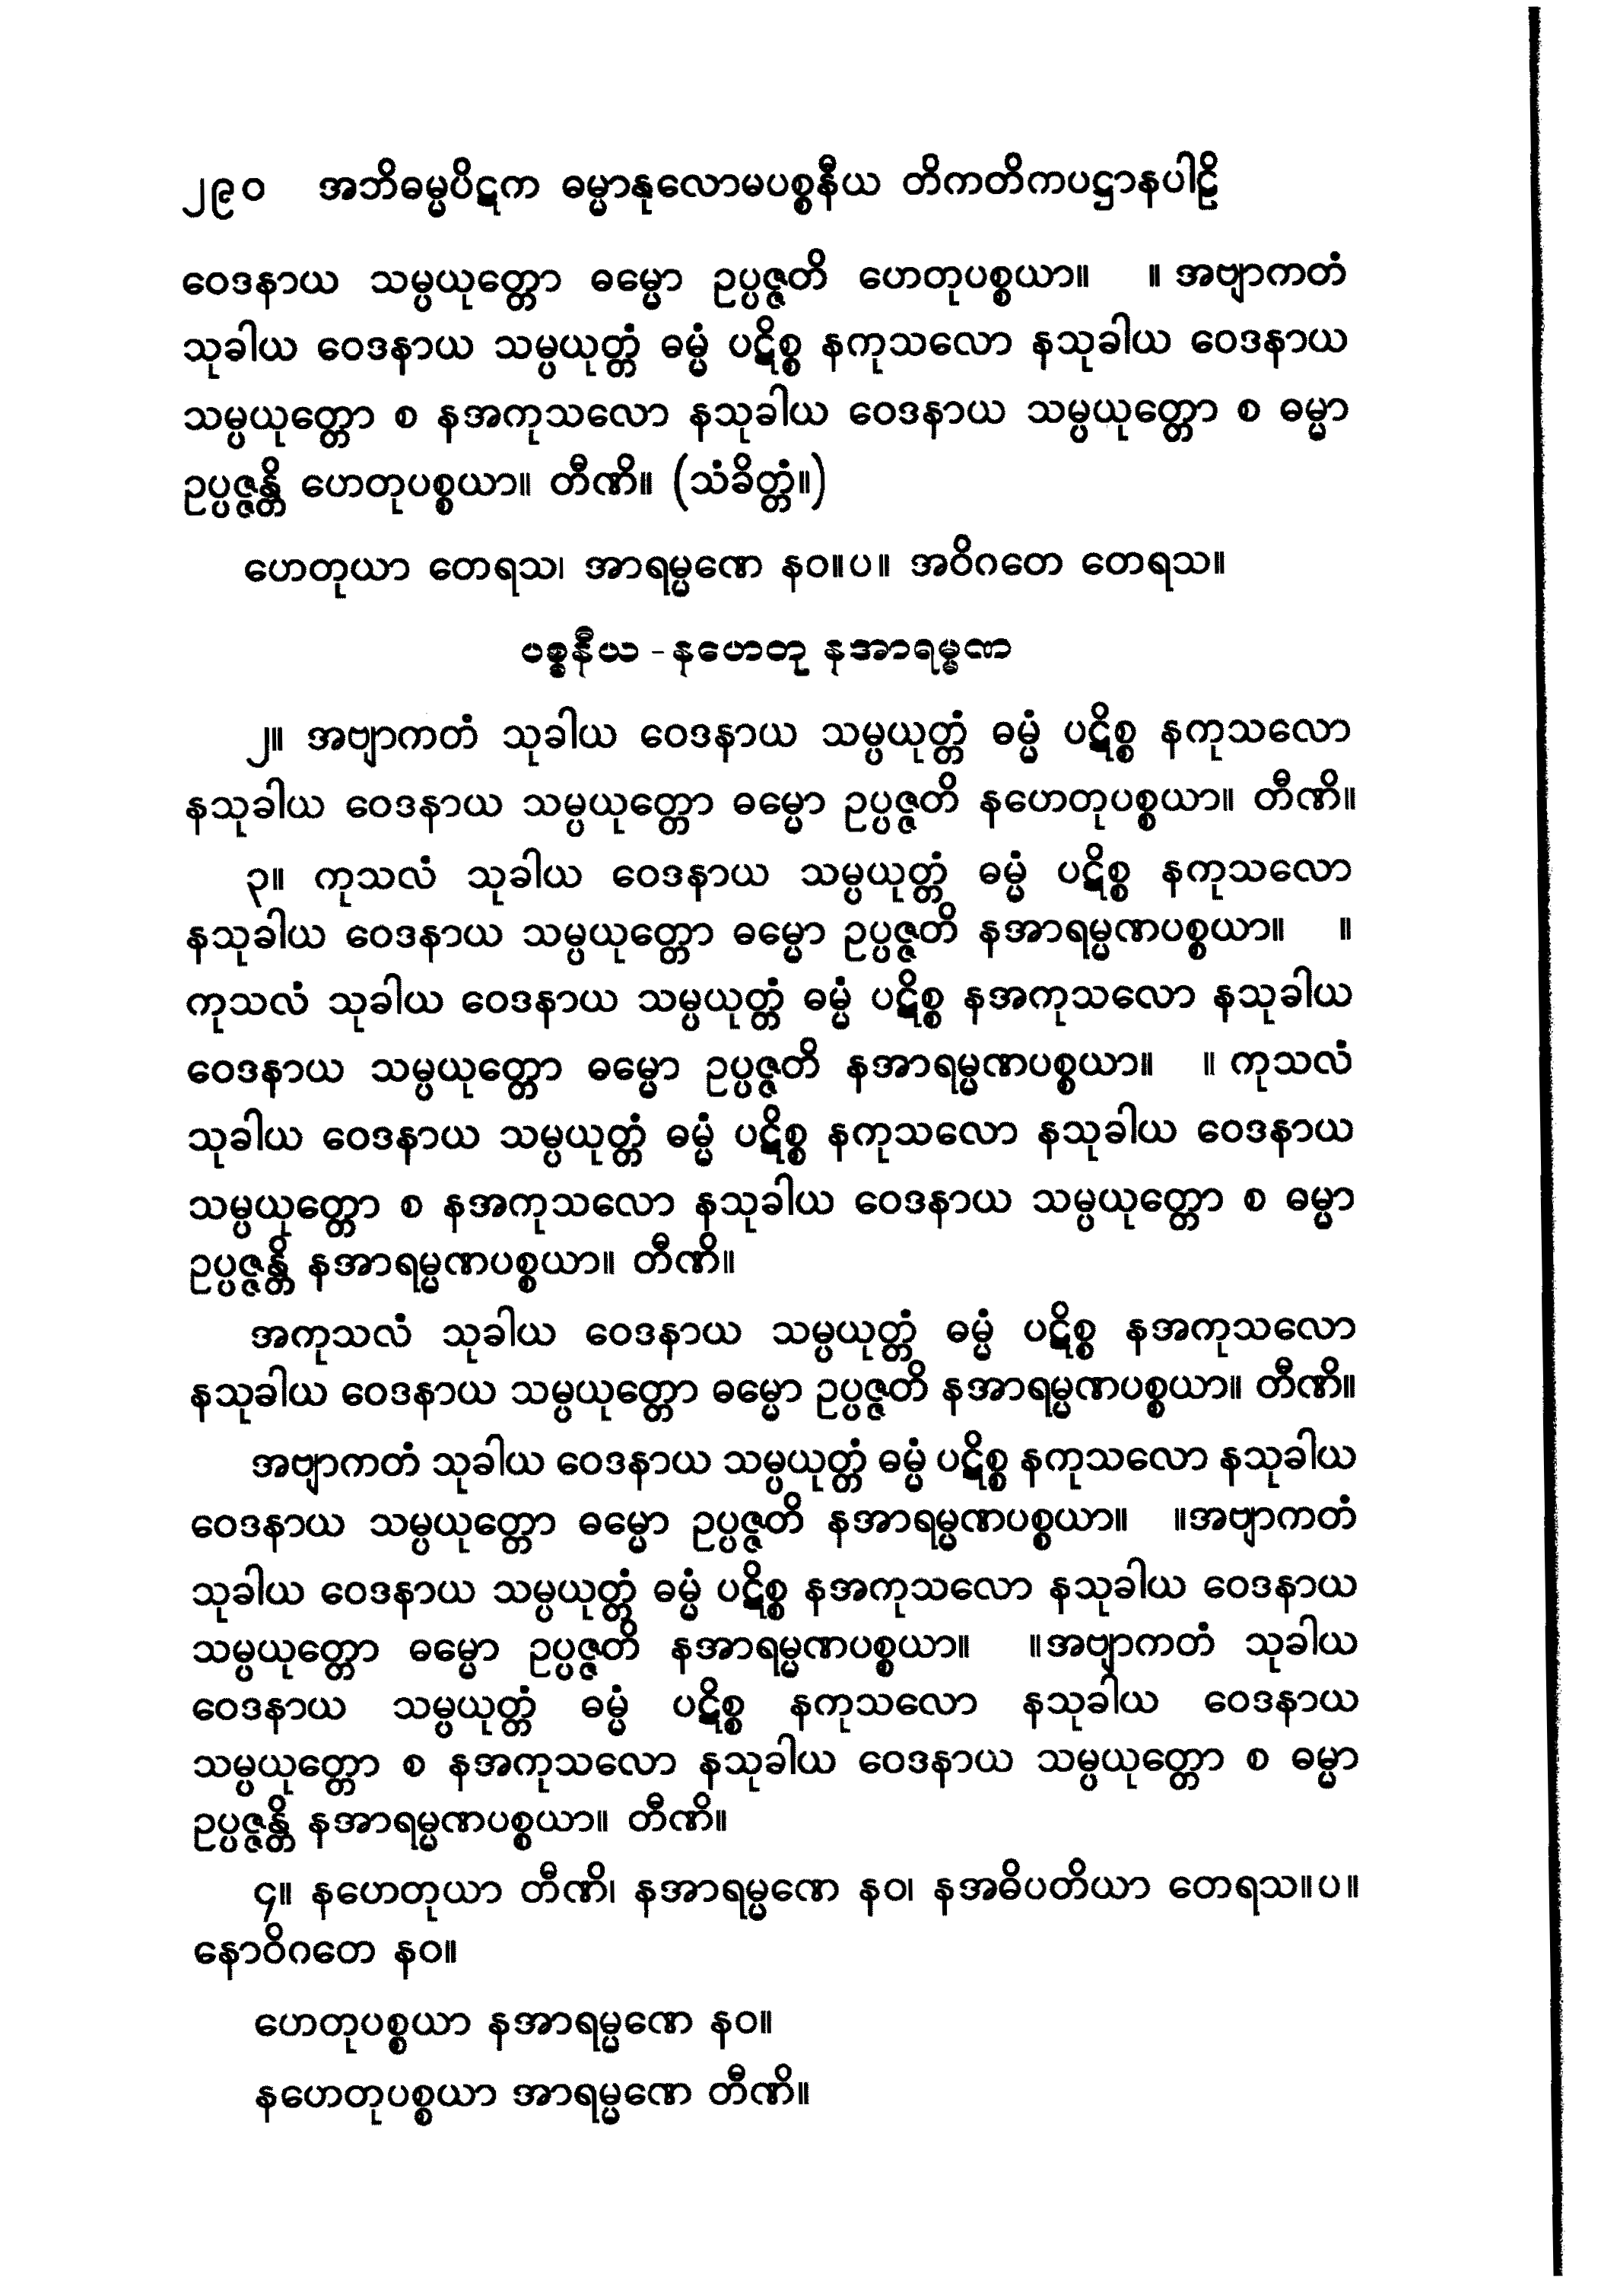 ၂၉၀ အဘိဓမ္မပိဋက ဓမ္မာနုလောမပစ္စနီယ တိကတိကပဋ္ဌာနပါဠိ
ဝေဒနာယ သမ္ပယုတ္တော ဓမ္မော ဥပ္ပဇ္ဇတိ ဟေတုပစ္စယာ။ ။ အဗျာကတံ
သုခါယ ဝေဒနာယ သမ္ပယုတ္တံ ဓမ္မံ ပဋိစ္စ နကုသလော နသုခါယ ဝေဒနာယ
သမ္ပယုတ္တော စ နအကုသလော နသုခါယ ဝေဒနာယ သမ္ပယုတ္တော စ ဓမ္မာ
ဥပ္ပဇ္ဇန္တိ ဟေတုပစ္စယာ။ တီဏိ။ (သံခိတ္တံ။)
ဟေတုယာ တေရသ၊ အာရမ္မဏေ နဝ။ပ။ အဝိဂတေ တေရသ။
ပစ္စနီယ - နဟေတု နအာရမ္မဏ
၂။ အဗျာကတံ သုခါယ ဝေဒနာယ သမ္ပယုတ္တံ ဓမ္မံ ပဋိစ္စ နကုသလော
နသုခါယ ဝေဒနာယ သမ္ပယုတ္တော ဓမ္မော ဥပ္ပဇ္ဇတိ နဟေတုပစ္စယာ။ တီဏိ။
၃။ ကုသလံ သုခါယ ဝေဒနာယ သမ္ပယုတ္တံ ဓမ္မံ ပဋိစ္စ နကုသလော
နသုခါယ ဝေဒနာယ သမ္ပယုတ္တော ဓမ္မော ဥပ္ပဇ္ဇတိ နအာရမ္မဏပစ္စယာ။ ။
ကုသလံ သုခါယ ဝေဒနာယ သမ္ပယုတ္တံ ဓမ္မံ ပဋိစ္စ နအကုသလော နသုခါယ
ဝေဒနာယ သမ္ပယုတ္တော ဓမ္မော ဥပ္ပဇ္ဇတိ နအာရမ္မဏပစ္စယာ။ ။ ကုသလံ
သုခါယ ဝေဒနာယ သမ္ပယုတ္တံ ဓမ္မံ ပဋိစ္စ နကုသလော နသုခါယ ဝေဒနာယ
သမ္ပယုတ္တော စ နအကုသလော နသုခါယ ဝေဒနာယ သမ္ပယုတ္တော စ ဓမ္မာ
ဥပ္ပဇ္ဇန္တိ နအာရမ္မဏပစ္စယာ။ တီဏိ။
အကုသလံ သုခါယ ဝေဒနာယ သမ္ပယုတ္တံ ဓမ္မံ ပဋိစ္စ နအကုသလော
နသုခါယ ဝေဒနာယ သမ္ပယုတ္တော ဓမ္မော ဥပ္ပဇ္ဇတိ နအာရမ္မဏပစ္စယာ။ တီဏိ။
အဗျာကတံ သုခါယ ဝေဒနာယ သမ္ပယုတ္တံ ဓမ္မံ ပဋိစ္စ နကုသလော နသုခါယ
ဝေဒနာယ သမ္ပယုတ္တော ဓမ္မော ဥပ္ပဇ္ဇတိ နအာရမ္မဏပစ္စယာ။ ။အဗျာကတံ
သုခါယ ဝေဒနာယ သမ္ပယုတ္တံ ဓမ္မံ ပဋိစ္စ နအကုသလော နသုခါယ ဝေဒနာယ
သမ္ပယုတ္တော ဓမ္မော ဥပ္ပဇ္ဇတိ နအာရမ္မဏပစ္စယာ။ ။အဗျာကတံ သုခါယ
ဝေဒနာယ သမ္ပယုတ္တံ ဓမ္မံ ပဋိစ္စ နကုသလော နသုခါယ ဝေဒနာယ
သမ္ပယုတ္တော စ နအကုသလော နသုခါယ ဝေဒနာယ သမ္ပယုတ္တော စ ဓမ္မာ
ဥပ္ပဇ္ဇန္တိ နအာရမ္မဏပစ္စယာ။ တီဏိ။
၄။ နဟေတုယာ တီဏိ၊ နအာရမ္မဏေ နဝ၊ နအဓိပတိယာ တေရသ။ပ။
နောဝိဂတေ နဝ။
ဟေတုပစ္စယာ နအာရမ္မဏေ နဝ။
နဟေတုပစ္စယာ အာရမ္မဏေ တီဏိ။